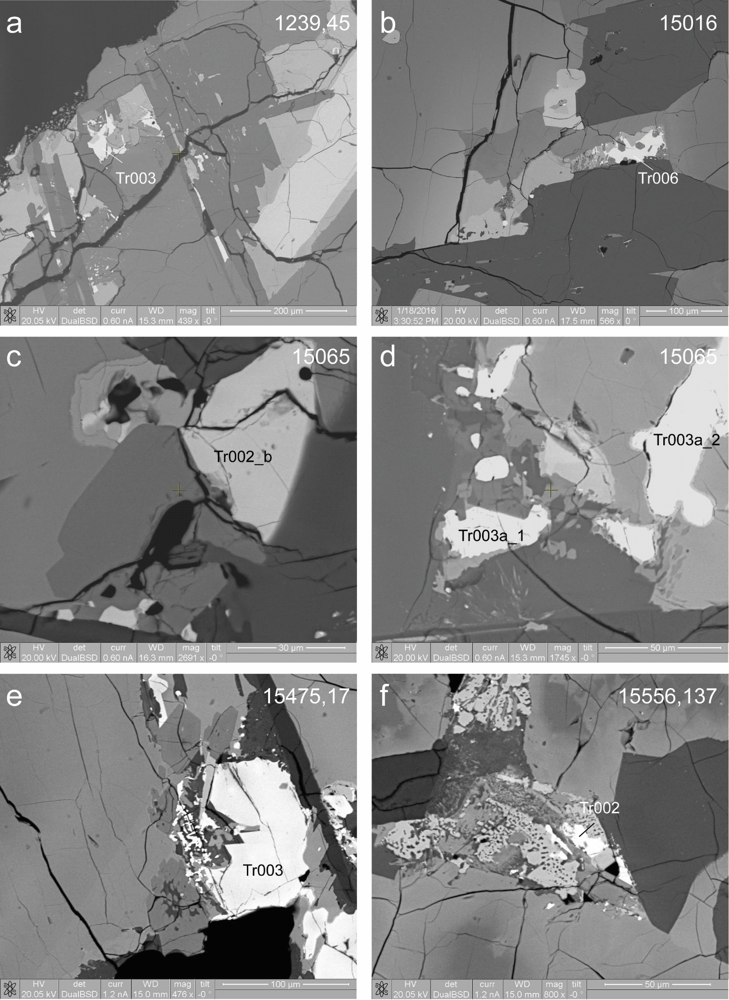 a
1239,45
Tr003
HV det curr WD mag tilt
20.05 kV DualBSD 0.60 nA 15.3 mm 439 x -0 °
200 µm
b
15016
Tr006
1/18/2016 HV det curr WD mag tilt
3:30:52 PM 20.00 kV DualBSD 0.60 nA 17.5 mm 566 x 0 °
100 µm
c
15065
Tr002_b
HV det curr WD mag tilt
20.00 kV DualBSD 0.60 nA 16.3 mm 2691 x -0 °
30 µm
d
15065
Tr003a_2
Tr003a_1
HV det curr WD mag tilt
20.00 kV DualBSD 0.60 nA 15.3 mm 1745 x -0 °
50 µm
e
15475,17
Tr003
HV det curr WD mag tilt
20.05 kV DualBSD 1.2 nA 15.0 mm 476 x -0 °
100 µm
f
15556,137
Tr002
HV det curr WD mag tilt
20.05 kV DualBSD 1.2 nA 15.0 mm 800 x -0 °
50 µm